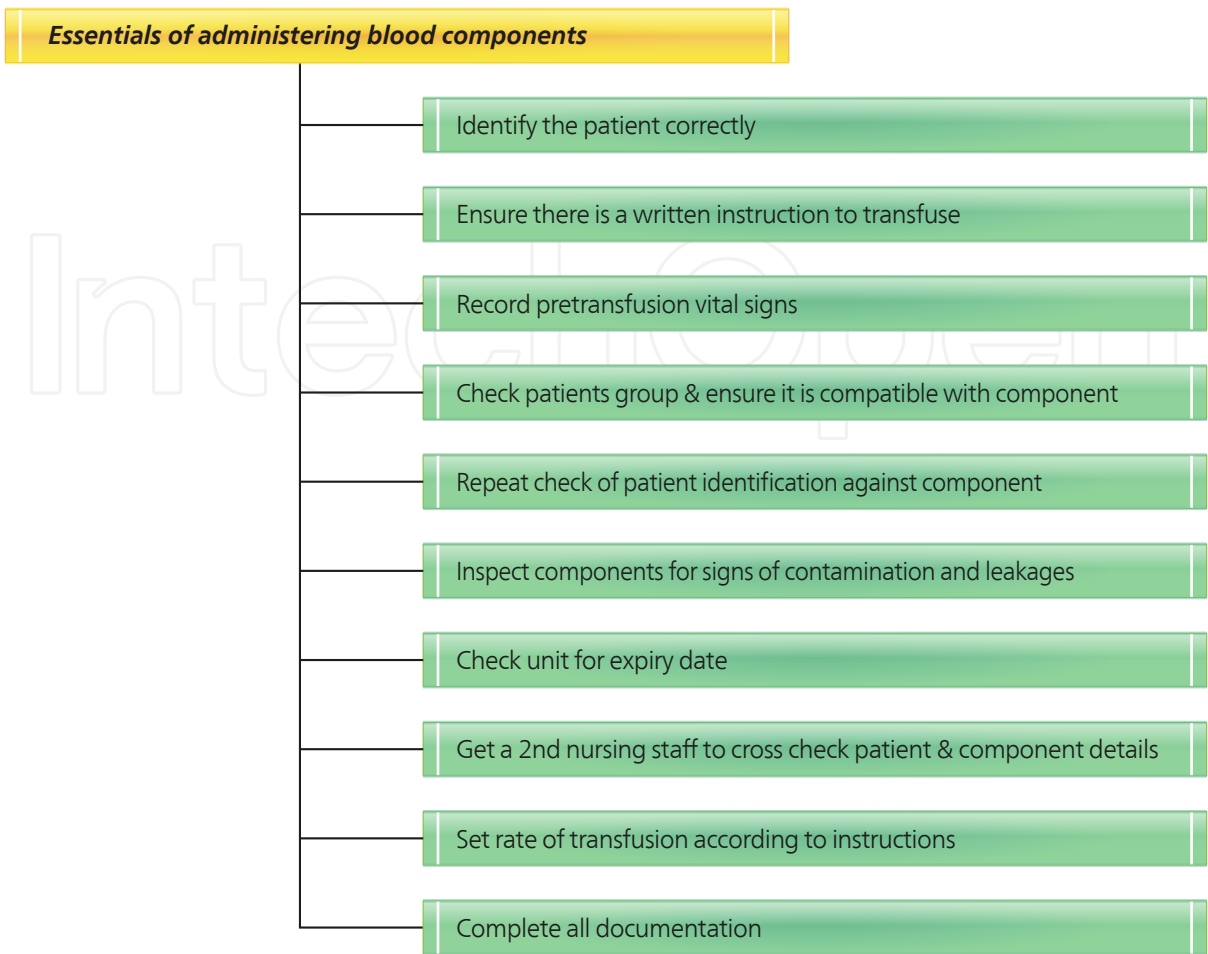 Essentials of administering blood components
Identify the patient correctly
Ensure there is a written instruction to transfuse
Record pretransfusion vital signs
IntechOpen
Check patients group & ensure it is compatible with component
Repeat check of patient identification against component
Inspect components for signs of contamination and leakages
Check unit for expiry date
Get a 2nd nursing staff to cross check patient & component details
Set rate of transfusion according to instructions
Complete all documentation